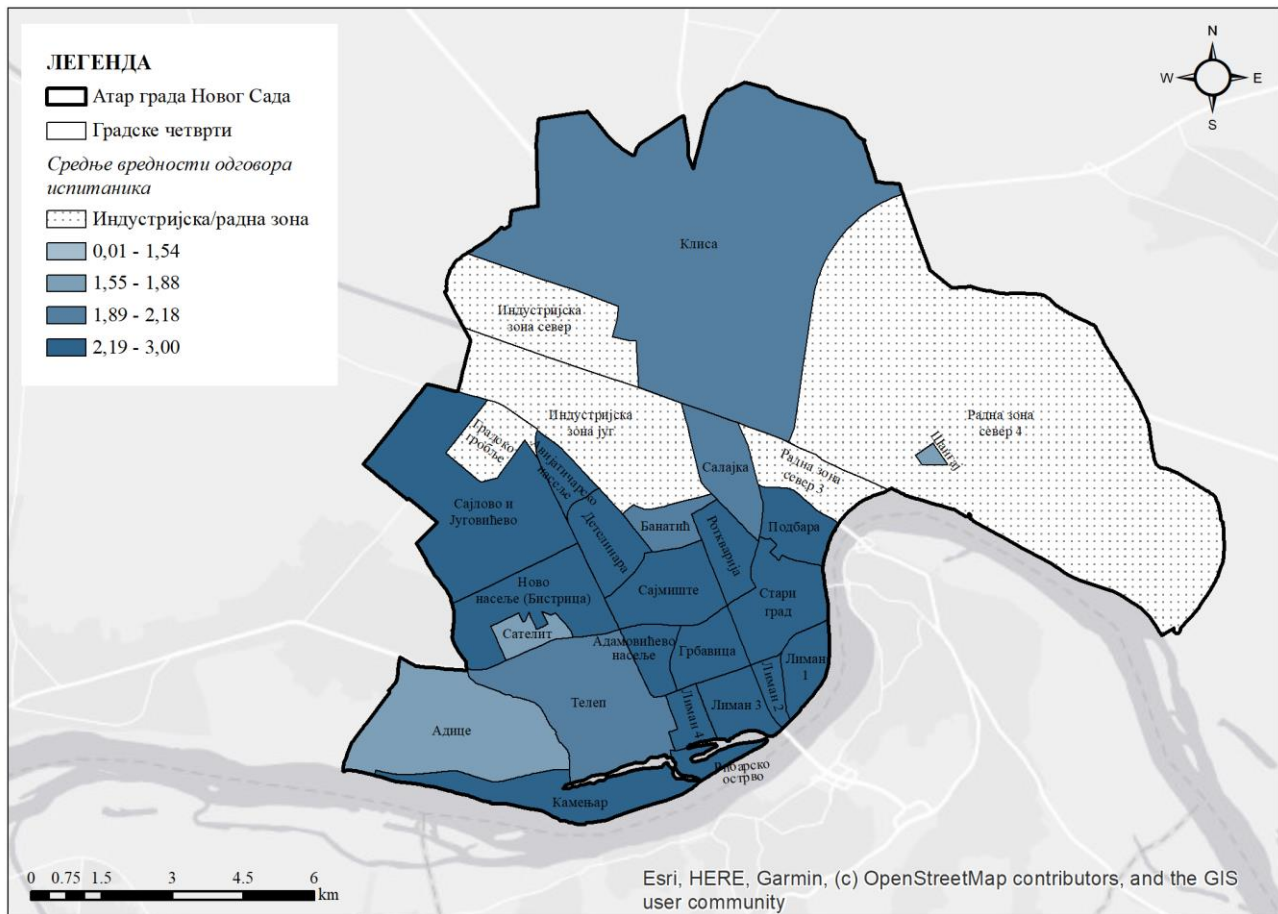 ЛЕГЕНДА
Атар града Новог Сада
Градске четврти
Средње вредности одговора
испитаника
Индустријска/радна зона
0,01 - 1,54
1,55 - 1,88
1,89 - 2,18
2,19 - 3,00
N
W
E
S
Клиса
Индустријска
зона север
Индустријска
зона југ
Радна зона
север 4
Шангај
Градско
гробље
Авијатичарско
насеље
Салајка
Радна зона
север 3
Сајлово и
Југовићево
Детелинара
Банатић
Роткварија
Подбара
Ново
насеље (Бистрица)
Сајмиште
Стари
град
Сателит
Адамовићево
насеље
Грбавица
Лиман
1
Лиман 2
Лиман 3
Лиман 4
Телеп
Адице
Рибарско
острво
Камењар
0 0.75 1.5 3 4.5 6
km
Esri, HERE, Garmin, (c) OpenStreetMap contributors, and the GIS
user community